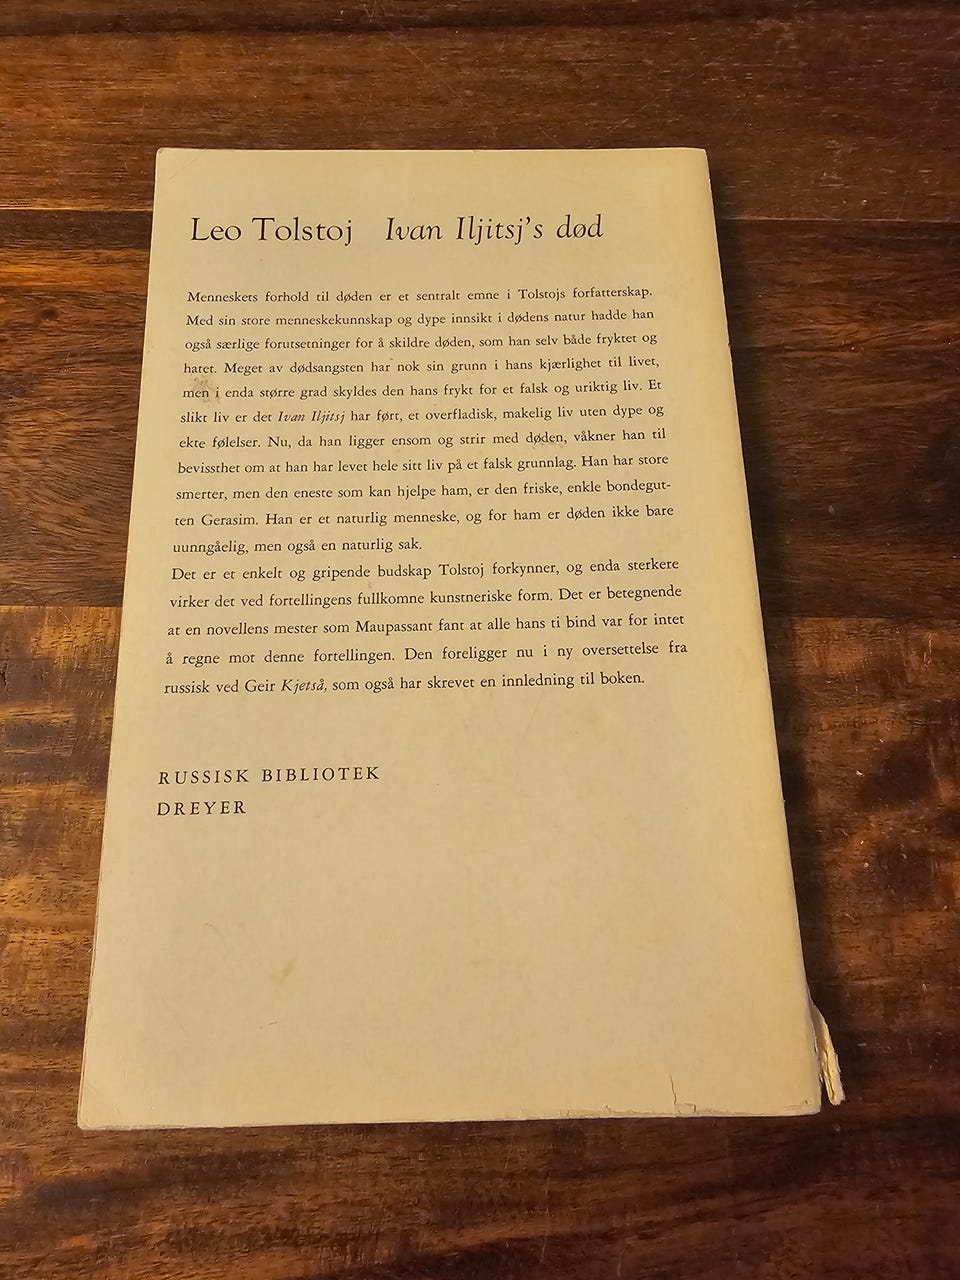 Leo Tolstoj Ivan Iljitsj's død
Menneskets forhold til døden er et sentralt emne i Tolstojs forfatterskap.
Med sin store menneskekunnskap og dype innsikt i dødens natur hadde han
også særlige forutsetninger for å skildre døden, som han selv både fryktet og
hatet. Meget av dødsangsten har nok sin grunn i hans kjærlighet til livet,
men i enda større grad skyldes den hans frykt for et falsk og uriktig liv. Et
slikt liv er det Ivan Iljitsj har ført, et overfladisk, makelig liv uten dype og
ekte følelser. Nu, da han ligger ensom og strir med døden, våkner han til
bevissthet om at han har levet hele sitt liv på et falsk grunnlag. Han har store
smerter, men den eneste som kan hjelpe ham, er den friske, enkle bondegut-
ten Gerasim. Han er et naturlig menneske, og for ham er døden ikke bare
uunngåelig, men også en naturlig sak.
Det er et enkelt og gripende budskap Tolstoj forkynner, og enda sterkere
virker det ved fortellingens fullkomne kunstneriske form. Det er betegnende
at en novellens mester som Maupassant fant at alle hans ti bind var for intet
å regne mot denne fortellingen. Den foreligger nu i ny oversettelse fra
russisk ved Geir Kjetså, som også har skrevet en innledning til boken.
RUSSISK BIBLIOTEK
DREYER